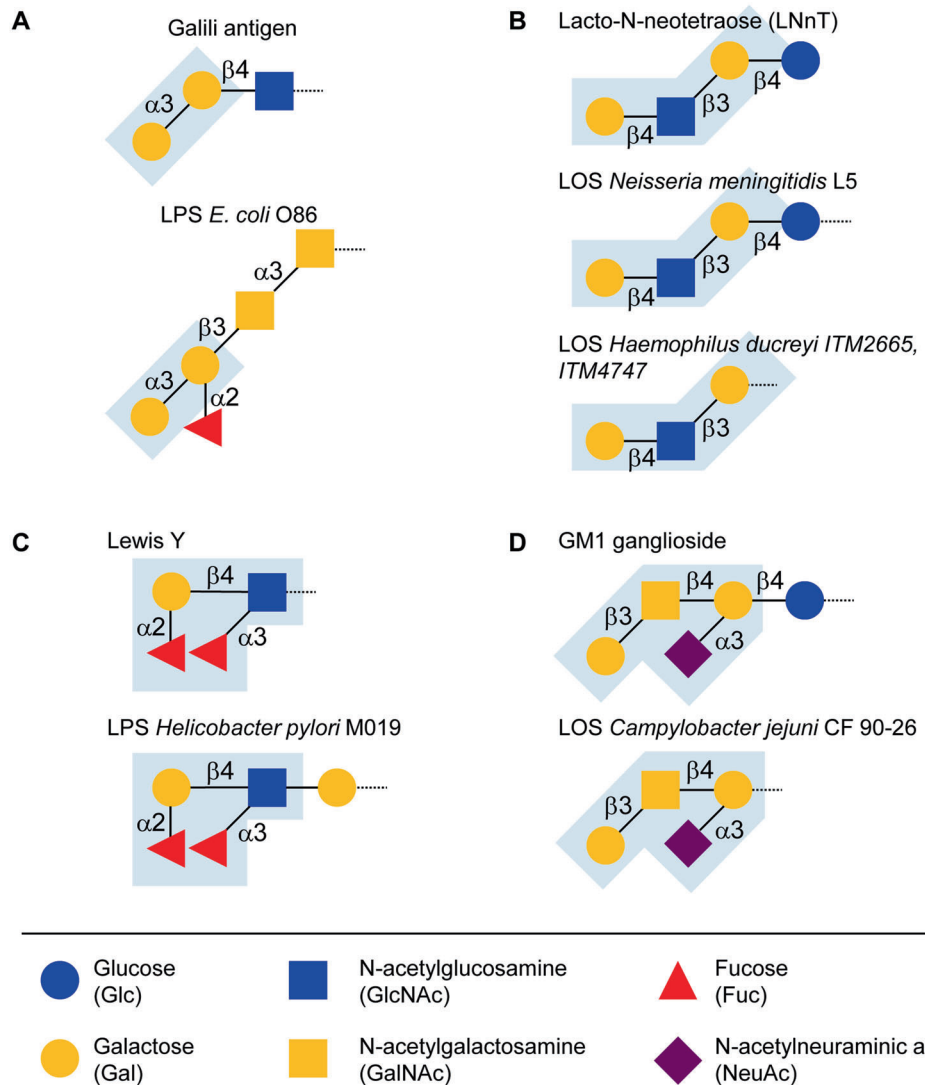 A
Galili antigen
β4
α3
LPS E. coli O86
α3
β3
α3
α2
B
Lacto-N-neotetraose (LNnT)
β4
β3
β4
LOS Neisseria meningitidis L5
β4
β3
β4
LOS Haemophilus ducreyi ITM2665,
ITM4747
β3
β4
C
Lewis Y
β4
α2
α3
LPS Helicobacter pylori M019
β4
α2
α3
D
GM1 ganglioside
β4
β4
β3
α3
LOS Campylobacter jejuni CF 90-26
β4
β3
α3
Glucose
(Glc)
N-acetylglucosamine
(GlcNAc)
Fucose
(Fuc)
Galactose
(Gal)
N-acetylgalactosamine
(GalNAc)
N-acetylneuraminic a
(NeuAc)